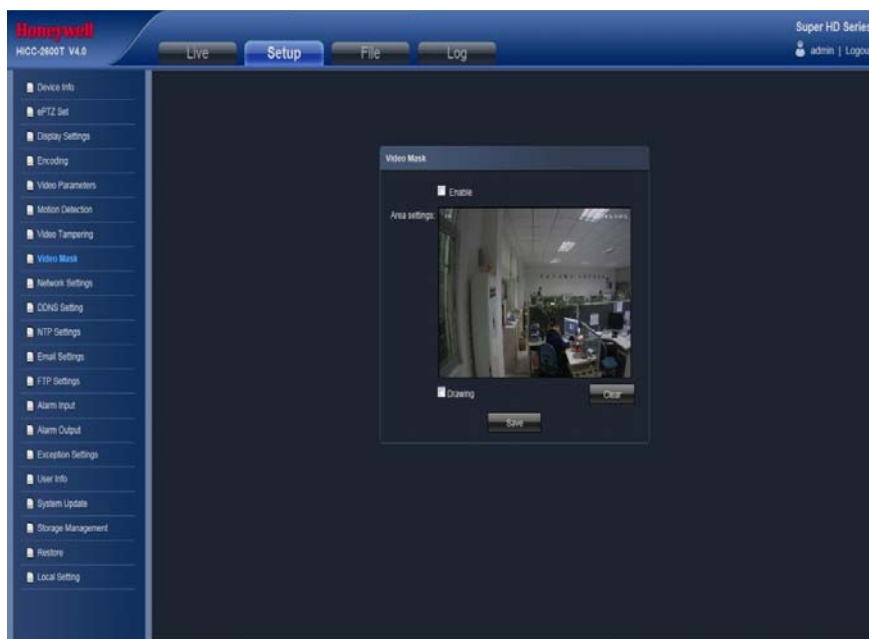 Honeywell
HICC-2600T V4.0
Live
Setup
File
Log
Super HD Series
admin | Logou
Device Info
ePTZ Set
Display Settings
Encoding
Video Parameters
Motion Detection
Video Tampering
Video Mask
Network Settings
DDNS Setting
NTP Settings
Email Settings
FTP Settings
Alarm Input
Alarm Output
Exception Settings
User Info
System Update
Storage Management
Restore
Local Setting
Video Mask
Enable
Area settings:
Drawing
Clear
Save